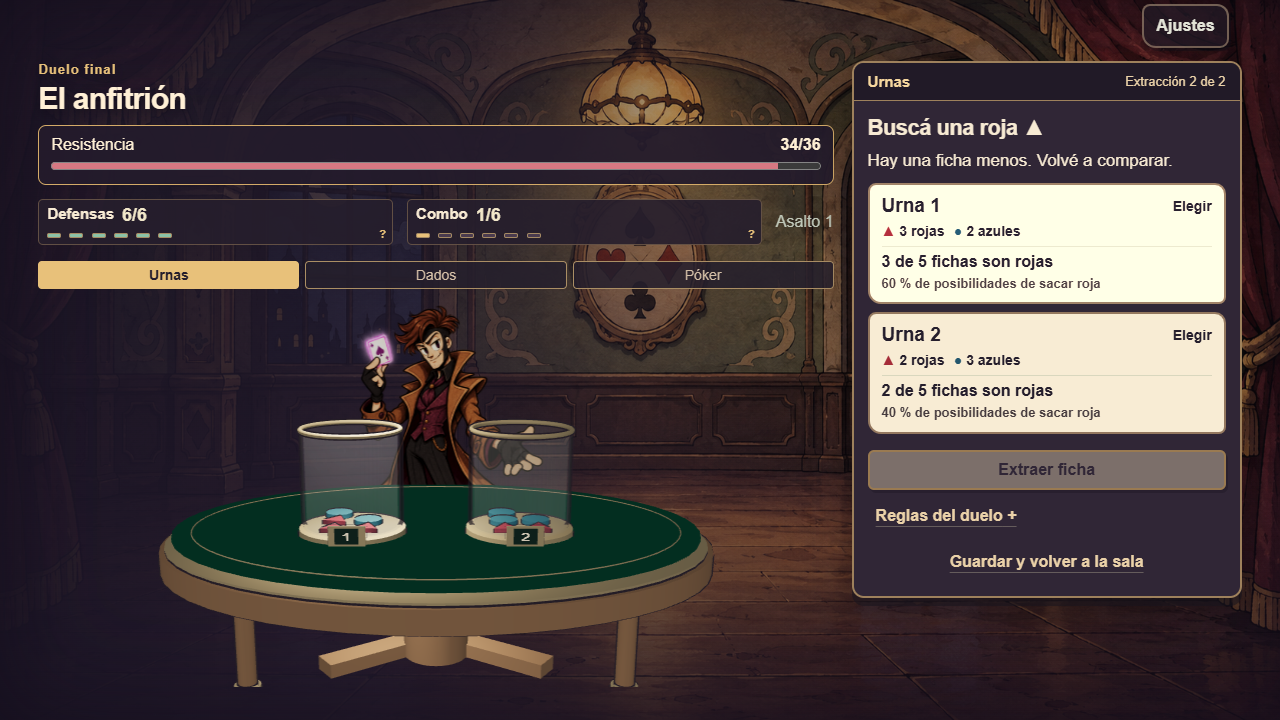 Ajustes
Duelo final
El anfitrión
Resistencia 34/36
Defensas 6/6 ?
Combo 1/6 ?
Asalto 1
Urnas Dados Póker
1 2
Urnas Extracción 2 de 2
Buscá una roja ▲
Hay una ficha menos. Volvé a comparar.
Urna 1 Elegir
▲ 3 rojas ● 2 azules
3 de 5 fichas son rojas
60 % de posibilidades de sacar roja
Urna 2 Elegir
▲ 2 rojas ● 3 azules
2 de 5 fichas son rojas
40 % de posibilidades de sacar roja
Extraer ficha
Reglas del duelo +
Guardar y volver a la sala